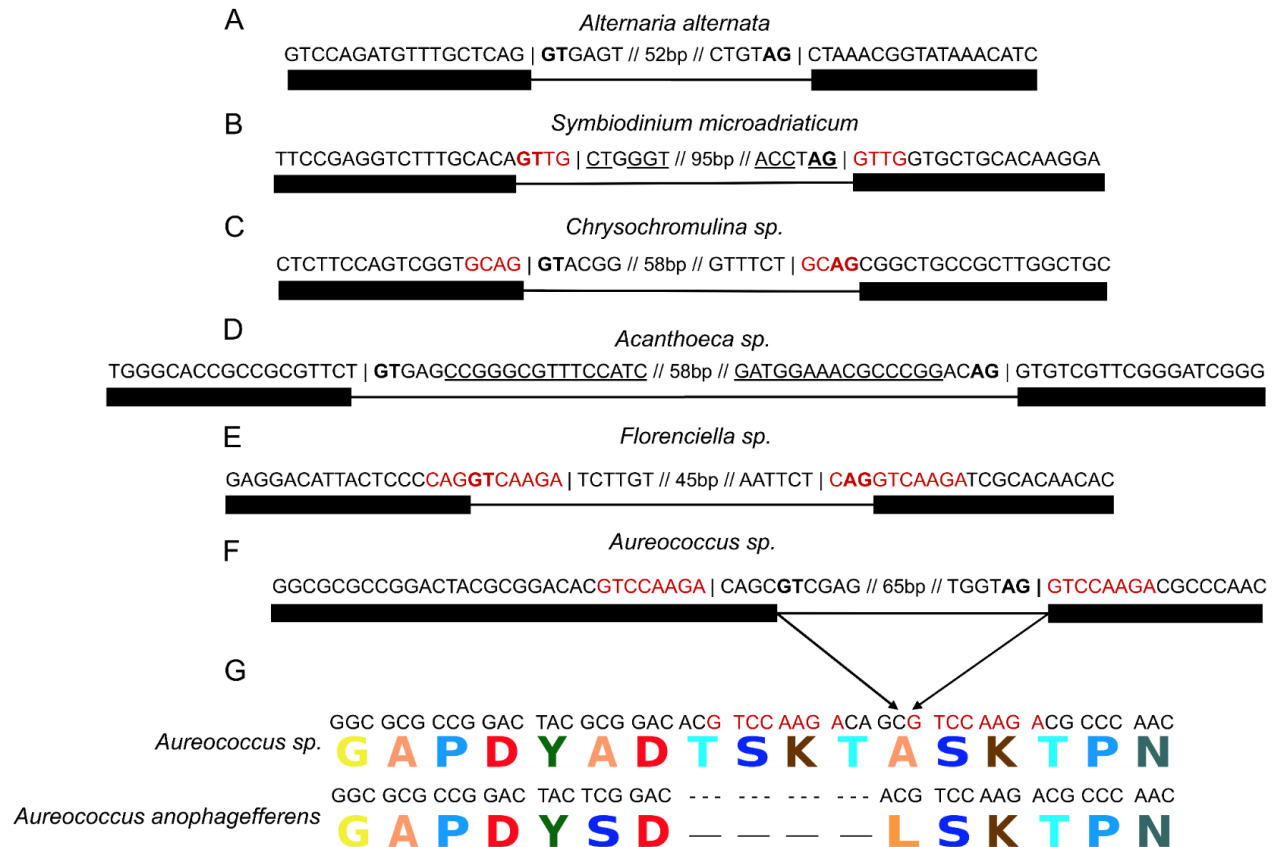 A
Alternaria alternata
GTCCAGATGTTTGCTCAG | GTGAGT // 52bp // CTGTAG | CTAAACGGTATAAACATC
B
Symbiodinium microadriaticum
TTCCGAGGTCTTTGCACAGTTG | CTGGGT // 95bp // ACCTAG | GTTGGTGCTGCACAAGGA
C
Chrysochromulina sp.
CTCTTCCAGTCGGTGCAG | GTACGG // 58bp // GTTTCT | GCAGCGGCTGCCGCTTGGCTGC
D
Acanthoeca sp.
TGGGCACCGCCGCGTTCT | GTGAGCCGGGCGTTTCCATC // 58bp // GATGGAAACGCCCGGACAG | GTGTCGTTCGGGATCGGG
E
Florenciella sp.
GAGGACATTACTCCCCAGGTCAAGA | TCTTGT // 45bp // AATTCT | CAGGTCAAGATCGCACAACAC
F
Aureococcus sp.
GGCGCGCCGGACTACGCGGACACGTCCAAGA | CAGCGTCGAG // 65bp // TGGTAG | GTCCAAGACGCCCAAC
G
GGC GCG CCG GAC TAC GCG GAC ACG TCC AAG ACA GCG TCC AAG ACG CCC AAC
Aureococcus sp. G A P D Y A D T S K T A S K T P N
GGC GCG CCG GAC TAC TCG GAC --- --- --- --- ACG TCC AAG ACG CCC AAC
Aureococcus anophagefferens G A P D Y S D — — — — L S K T P N